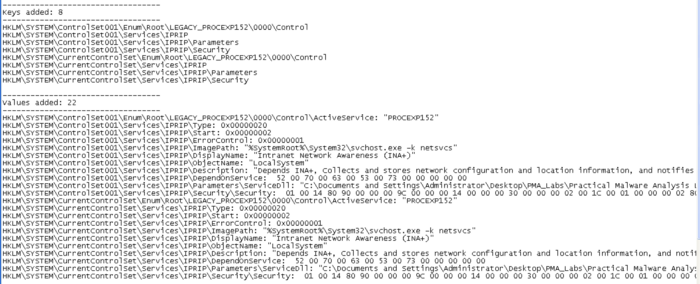 ----------------------------------
Keys added: 8
----------------------------------
HKLM\SYSTEM\ControlSet001\Enum\Root\LEGACY_PROCEXP152\0000\Control
HKLM\SYSTEM\ControlSet001\Services\IPRIP
HKLM\SYSTEM\ControlSet001\Services\IPRIP\Parameters
HKLM\SYSTEM\ControlSet001\Services\IPRIP\Security
HKLM\SYSTEM\CurrentControlSet\Enum\Root\LEGACY_PROCEXP152\0000\Control
HKLM\SYSTEM\CurrentControlSet\Services\IPRIP
HKLM\SYSTEM\CurrentControlSet\Services\IPRIP\Parameters
HKLM\SYSTEM\CurrentControlSet\Services\IPRIP\Security
----------------------------------
Values added: 22
----------------------------------
HKLM\SYSTEM\ControlSet001\Enum\Root\LEGACY_PROCEXP152\0000\Control\ActiveService: "PROCEXP152"
HKLM\SYSTEM\ControlSet001\Services\IPRIP\Type: 0x00000020
HKLM\SYSTEM\ControlSet001\Services\IPRIP\Start: 0x00000002
HKLM\SYSTEM\ControlSet001\Services\IPRIP\ErrorControl: 0x00000001
HKLM\SYSTEM\ControlSet001\Services\IPRIP\ImagePath: "%SystemRoot%\System32\svchost.exe -k netsvcs"
HKLM\SYSTEM\ControlSet001\Services\IPRIP\DisplayName: "Intranet Network Awareness (INA+)"
HKLM\SYSTEM\ControlSet001\Services\IPRIP\ObjectName: "LocalSystem"
HKLM\SYSTEM\ControlSet001\Services\IPRIP\Description: "Depends INA+, Collects and stores network configuration and location information, and notifies
HKLM\SYSTEM\ControlSet001\Services\IPRIP\DependOnService: 52 00 70 00 63 00 53 00 73 00 00 00 00 00
HKLM\SYSTEM\ControlSet001\Services\IPRIP\Parameters\ServiceDll: "C:\Documents and Settings\Administrator\Desktop\PMA_Labs\Practical Malware Analysis L
HKLM\SYSTEM\ControlSet001\Services\IPRIP\Security\Security: 01 00 14 80 90 00 00 00 9C 00 00 00 14 00 00 00 30 00 00 00 02 00 1C 00 01 00 00 00 02 80
HKLM\SYSTEM\CurrentControlSet\Enum\Root\LEGACY_PROCEXP152\0000\Control\ActiveService: "PROCEXP152"
HKLM\SYSTEM\CurrentControlSet\Services\IPRIP\Type: 0x00000020
HKLM\SYSTEM\CurrentControlSet\Services\IPRIP\Start: 0x00000002
HKLM\SYSTEM\CurrentControlSet\Services\IPRIP\ErrorControl: 0x00000001
HKLM\SYSTEM\CurrentControlSet\Services\IPRIP\ImagePath: "%SystemRoot%\System32\svchost.exe -k netsvcs"
HKLM\SYSTEM\CurrentControlSet\Services\IPRIP\DisplayName: "Intranet Network Awareness (INA+)"
HKLM\SYSTEM\CurrentControlSet\Services\IPRIP\ObjectName: "LocalSystem"
HKLM\SYSTEM\CurrentControlSet\Services\IPRIP\Description: "Depends INA+, Collects and stores network configuration and location information, and notif
HKLM\SYSTEM\CurrentControlSet\Services\IPRIP\DependOnService: 52 00 70 00 63 00 53 00 73 00 00 00 00 00
HKLM\SYSTEM\CurrentControlSet\Services\IPRIP\Parameters\ServiceDll: "C:\Documents and Settings\Administrator\Desktop\PMA_Labs\Practical Malware Analysi
HKLM\SYSTEM\CurrentControlSet\Services\IPRIP\Security\Security: 01 00 14 80 90 00 00 00 9C 00 00 00 14 00 00 00 30 00 00 00 02 00 1C 00 01 00 00 00 0